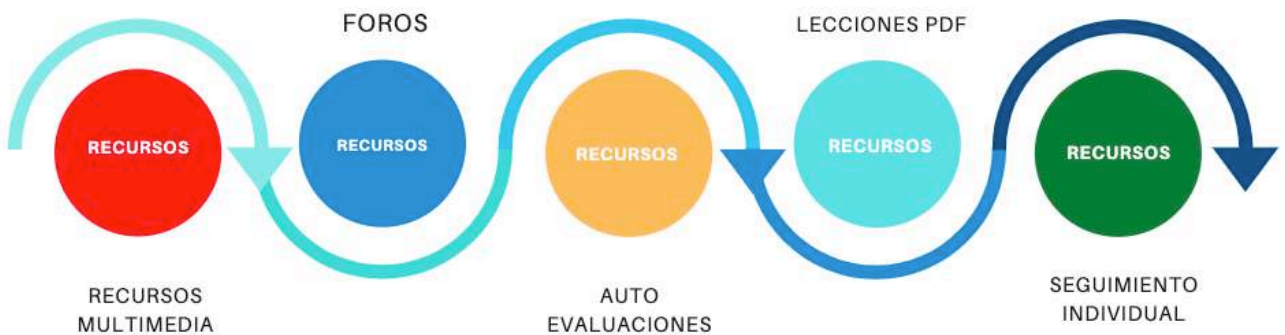 FOROS
LECCIONES PDF
RECURSOS
RECURSOS
RECURSOS
RECURSOS
RECURSOS
RECURSOS
MULTIMEDIA
AUTO
EVALUACIONES
SEGUIMIENTO
INDIVIDUAL